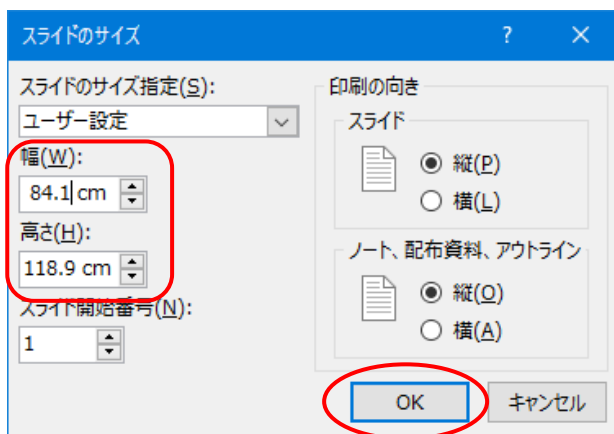 スライドのサイズ
?
×
スライドのサイズ指定(S):
ユーザー設定
幅(W):
84.1 cm
高さ(H):
118.9 cm
スライド開始番号(N):
1
印刷の向き
スライド
縦(P)
横(L)
ノート、配布資料、アウトライン
縦(O)
横(A)
OK
キャンセル